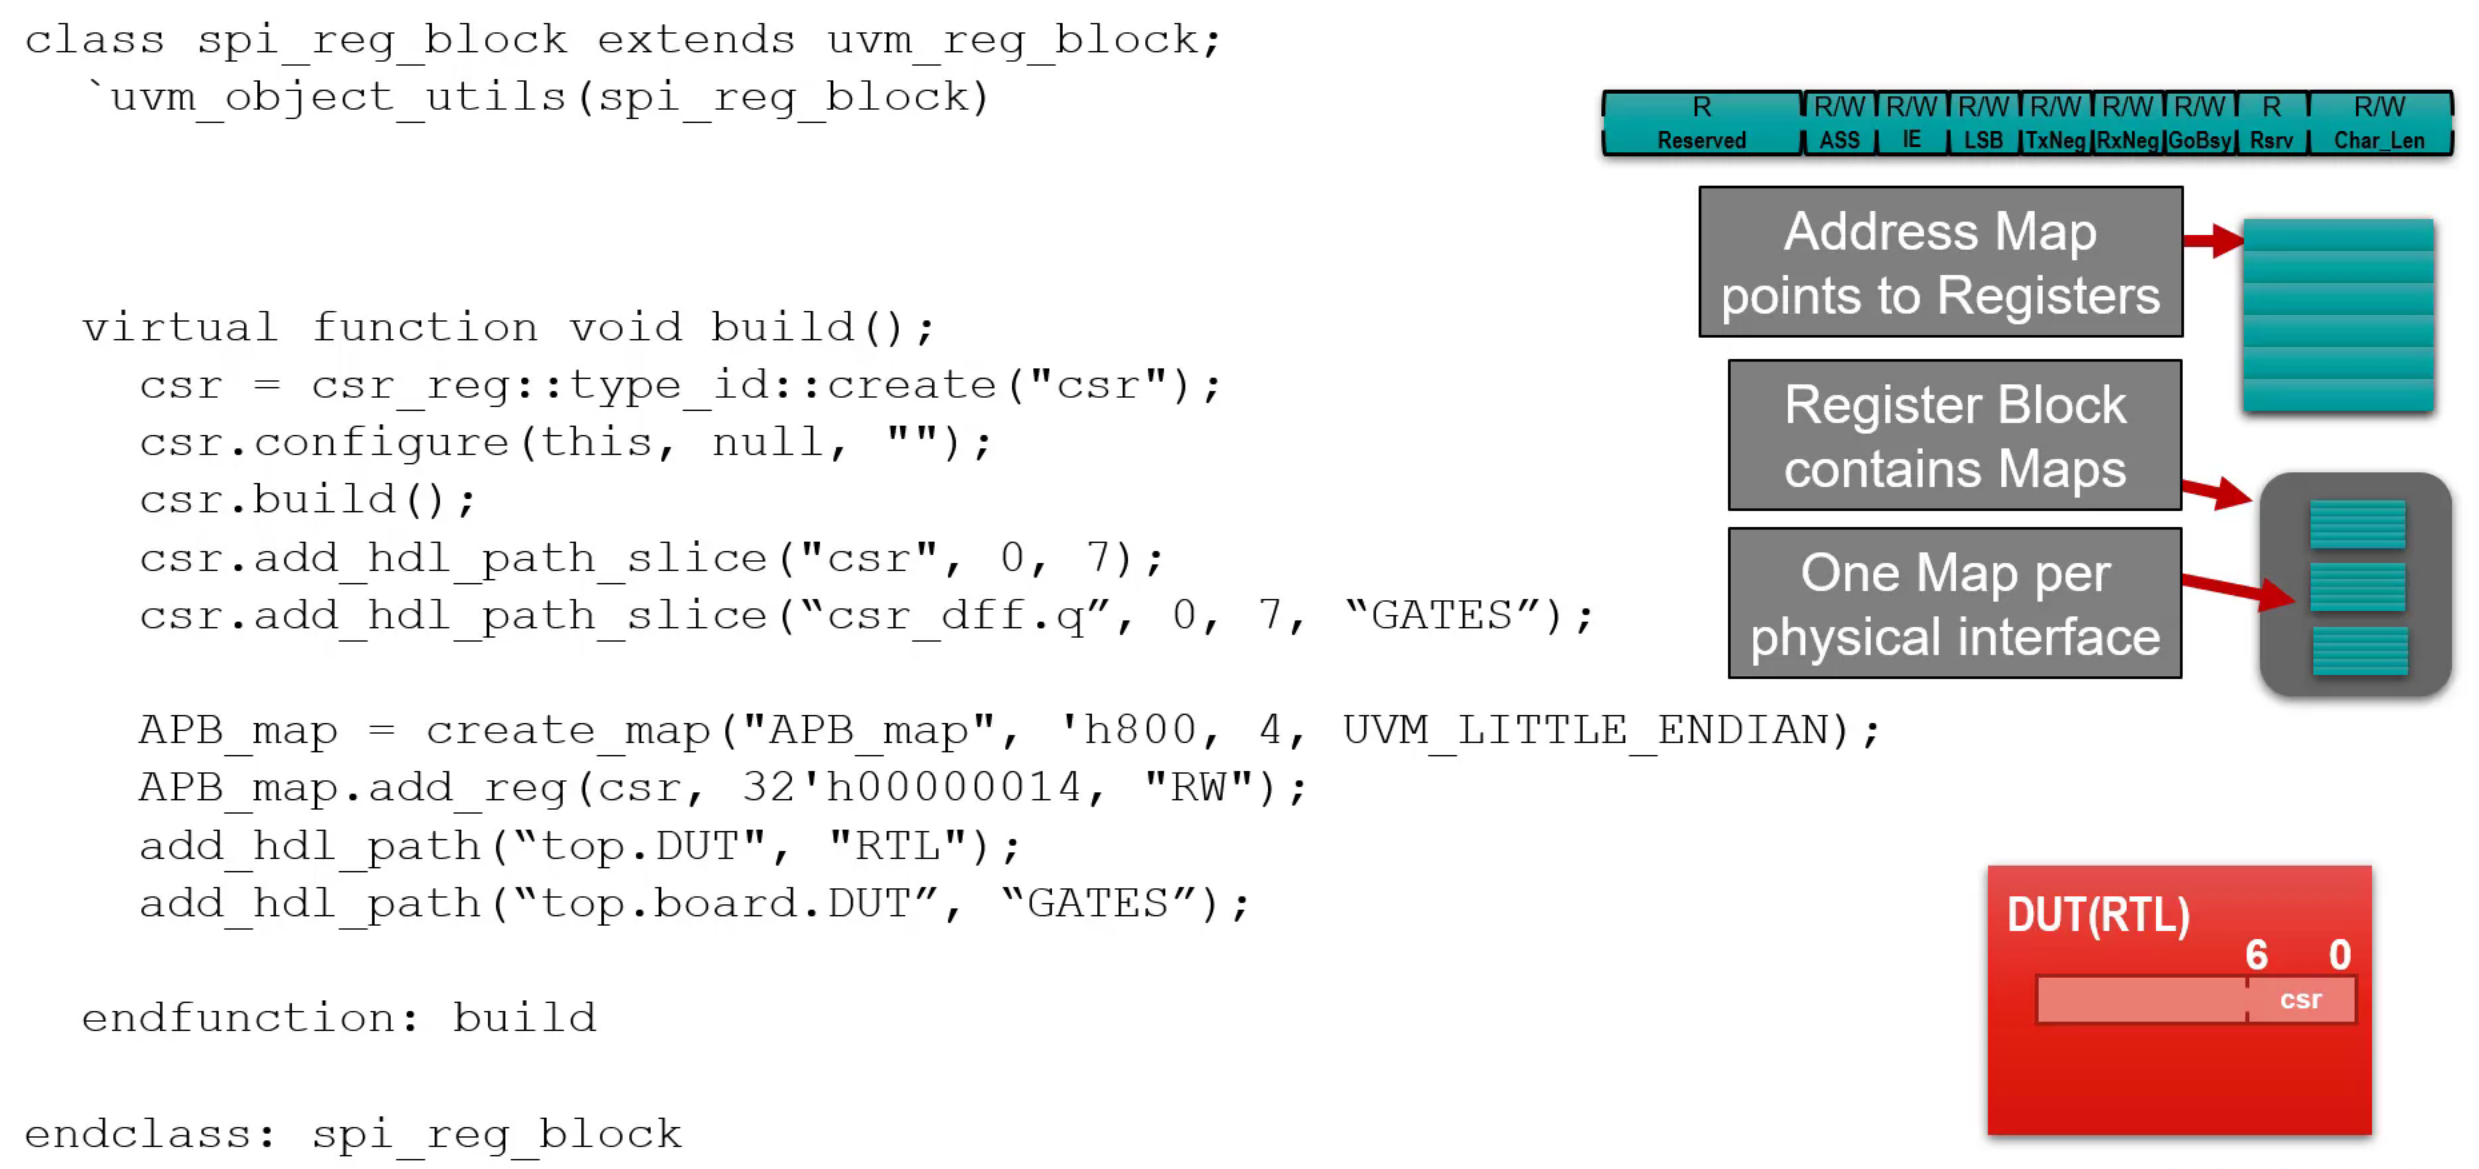 class spi_reg_block extends uvm_reg_block;
`uvm_object_utils(spi_reg_block)
virtual function void build();
csr = csr_reg::type_id::create("csr");
csr.configure(this, null, "");
csr.build();
csr.add_hdl_path_slice("csr", 0, 7);
csr.add_hdl_path_slice(“csr_dff.q”, 0, 7, “GATES”);
APB_map = create_map("APB_map", 'h800, 4, UVM_LITTLE_ENDIAN);
APB_map.add_reg(csr, 32'h00000014, "RW");
add_hdl_path(“top.DUT", "RTL");
add_hdl_path(“top.board.DUT”, “GATES”);
endfunction: build
endclass: spi_reg_block
R R/W R/W R/W R/W R/W R/W R R/W
Reserved ASS IE LSB TxNeg RxNeg GoBsy Rsrv Char_Len
Address Map
points to Registers
Register Block
contains Maps
One Map per
physical interface
DUT(RTL)
6 0
csr